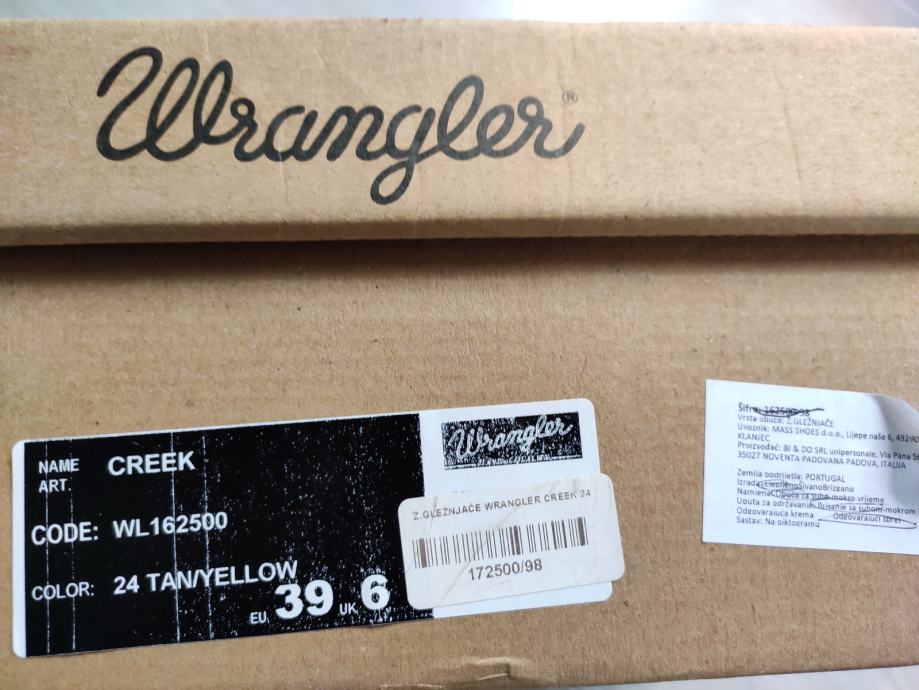 Wrangler®
NAME CREEK
ART.
CODE: WL162500
COLOR: 24 TAN/YELLOW
EU 39 UK 6
Wrangler
Ž.GLEŽNJAČE WRANGLER CREEK 24
172500/98
Šifra: 162500-98
Vrsta obuće: Ž.GLEŽNJAČE
Uvoznik: MASS SHOES d.o.o., Lijepe naše 6, 49290
KLANJEC
Proizvođač: BI & DO SRL unipersonale, Via Pana
35027 NOVENTA PADOVANA PADOVA, ITALIJA
Zemlja podrijetla: PORTUGAL
Izrada: LijepljenoŠivanoBrizgano
Namjena: Obuća za suho-mokro vrijeme
Uputa za održavanje: Brisanje sa suhom-mokrom
Odgovarajuća krema Odgovarajući sprej
Sastav: Na piktogramu